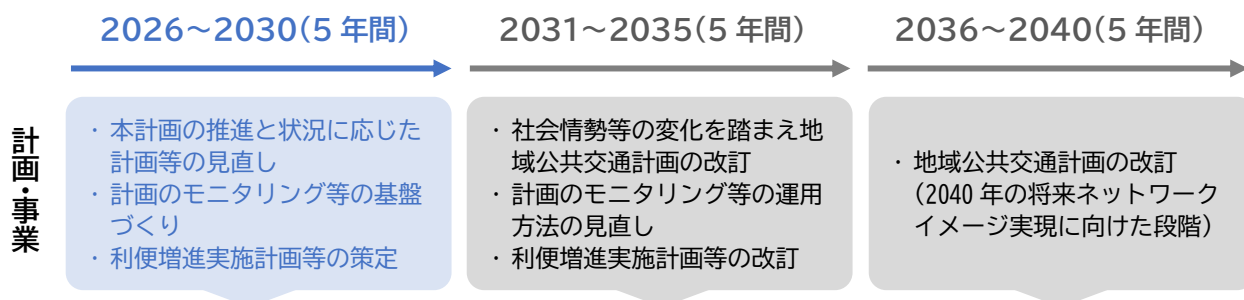 2026～2030(5 年間)
2031～2035(5 年間)
2036～2040(5 年間)
計画・事業
・本計画の推進と状況に応じた
計画等の見直し
・計画のモニタリング等の基盤
づくり
・利便増進実施計画等の策定
・社会情勢等の変化を踏まえ地
域公共交通計画の改訂
・計画のモニタリング等の運用
方法の見直し
・利便増進実施計画等の改訂
・地域公共交通計画の改訂
（2040 年の将来ネットワーク
イメージ実現に向けた段階）